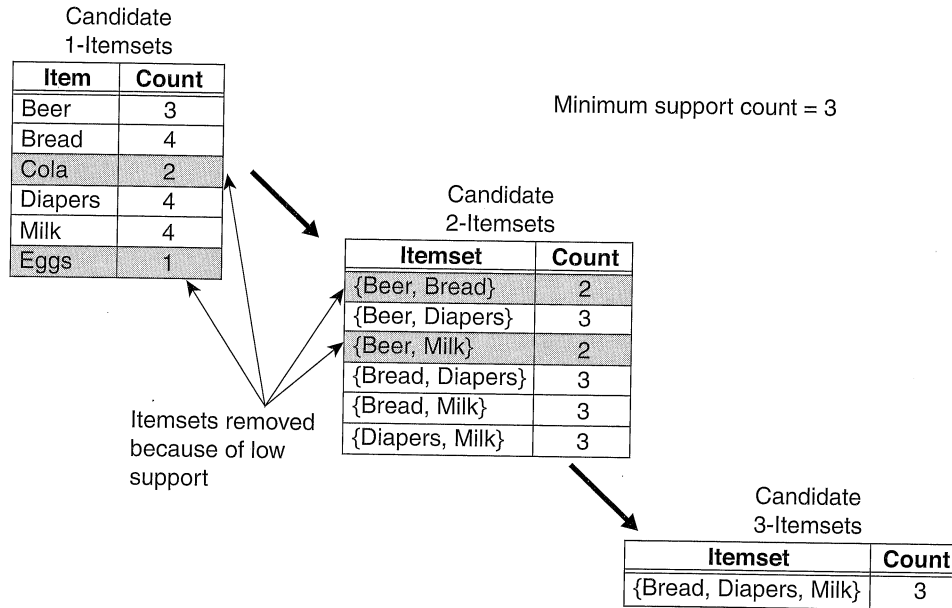 Candidate
1-Itemsets
Item Count
Beer 3
Bread 4
Cola 2
Diapers 4
Milk 4
Eggs 1
Minimum support count = 3
Candidate
2-Itemsets
Itemset Count
{Beer, Bread} 2
{Beer, Diapers} 3
{Beer, Milk} 2
{Bread, Diapers} 3
{Bread, Milk} 3
{Diapers, Milk} 3
Itemsets removed
because of low
support
Candidate
3-Itemsets
Itemset Count
{Bread, Diapers, Milk} 3